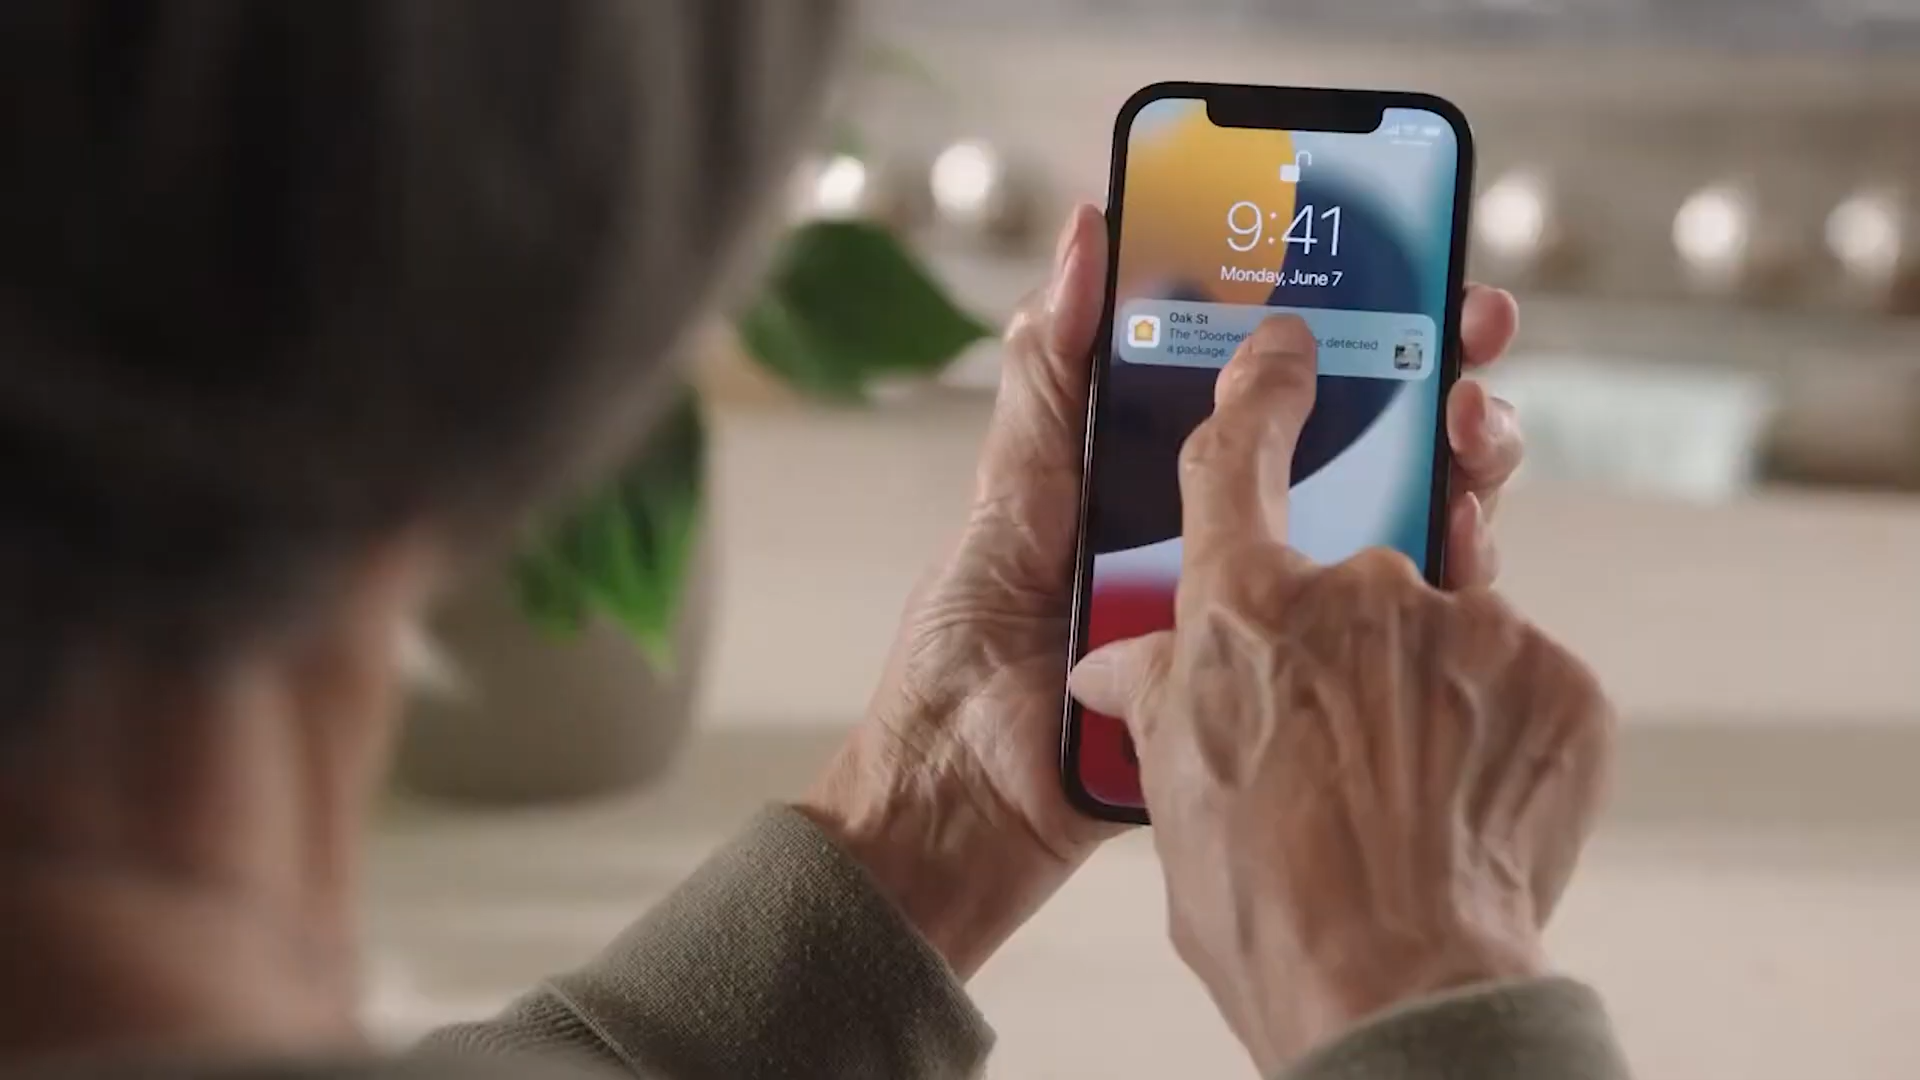 9:41
Monday, June 7
Oak St
The "Doorbell" detected
a package.